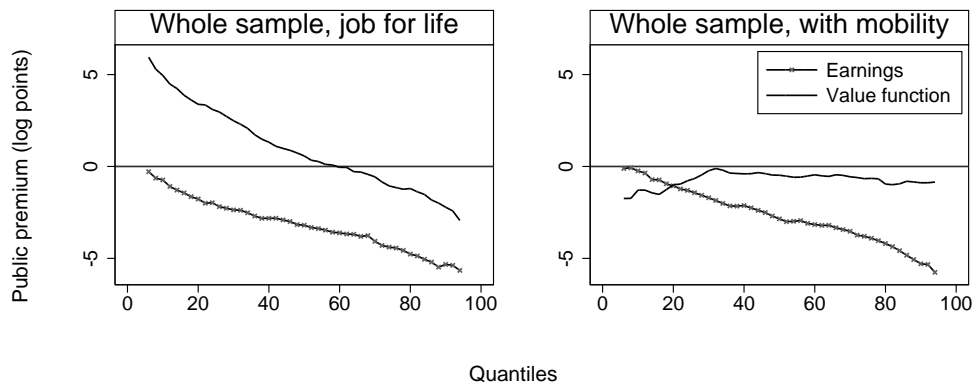 Whole sample, job for life
Whole sample, with mobility
Public premium (log points)
5
0
-5
0 20 40 60 80 100
Earnings
Value function
5
0
-5
0 20 40 60 80 100
Quantiles